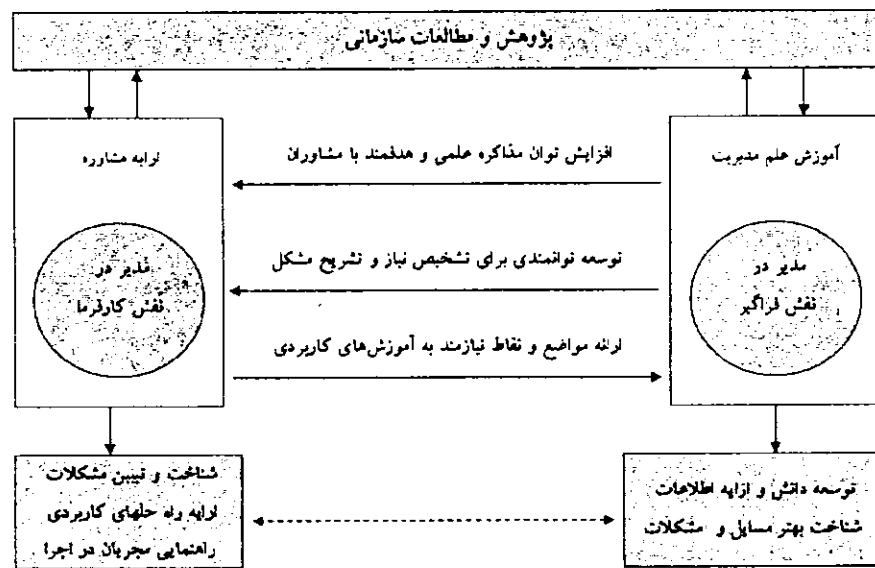 پژوهش و مطالعات سازمانی
آموزش علم مدیریت
افزایش توان مذاکره علمی و هدفمند با مشاوران
ارایه مشاوره
مدیر در
نقش فراگیر
توسعه توانمندی برای تشخیص نیاز و تشریح مشکل
مدیر در
نقش کارفرما
ارائه مواضع و نقاط نیازمند به آموزش‌های کاربردی
توسعه دانش و ارایه اطلاعات
شناخت بهتر مسایل و مشکلات
شناخت و تبیین مشکلات
ارایه راه حلهای کاربردی
راهنمایی مجریان در اجرا